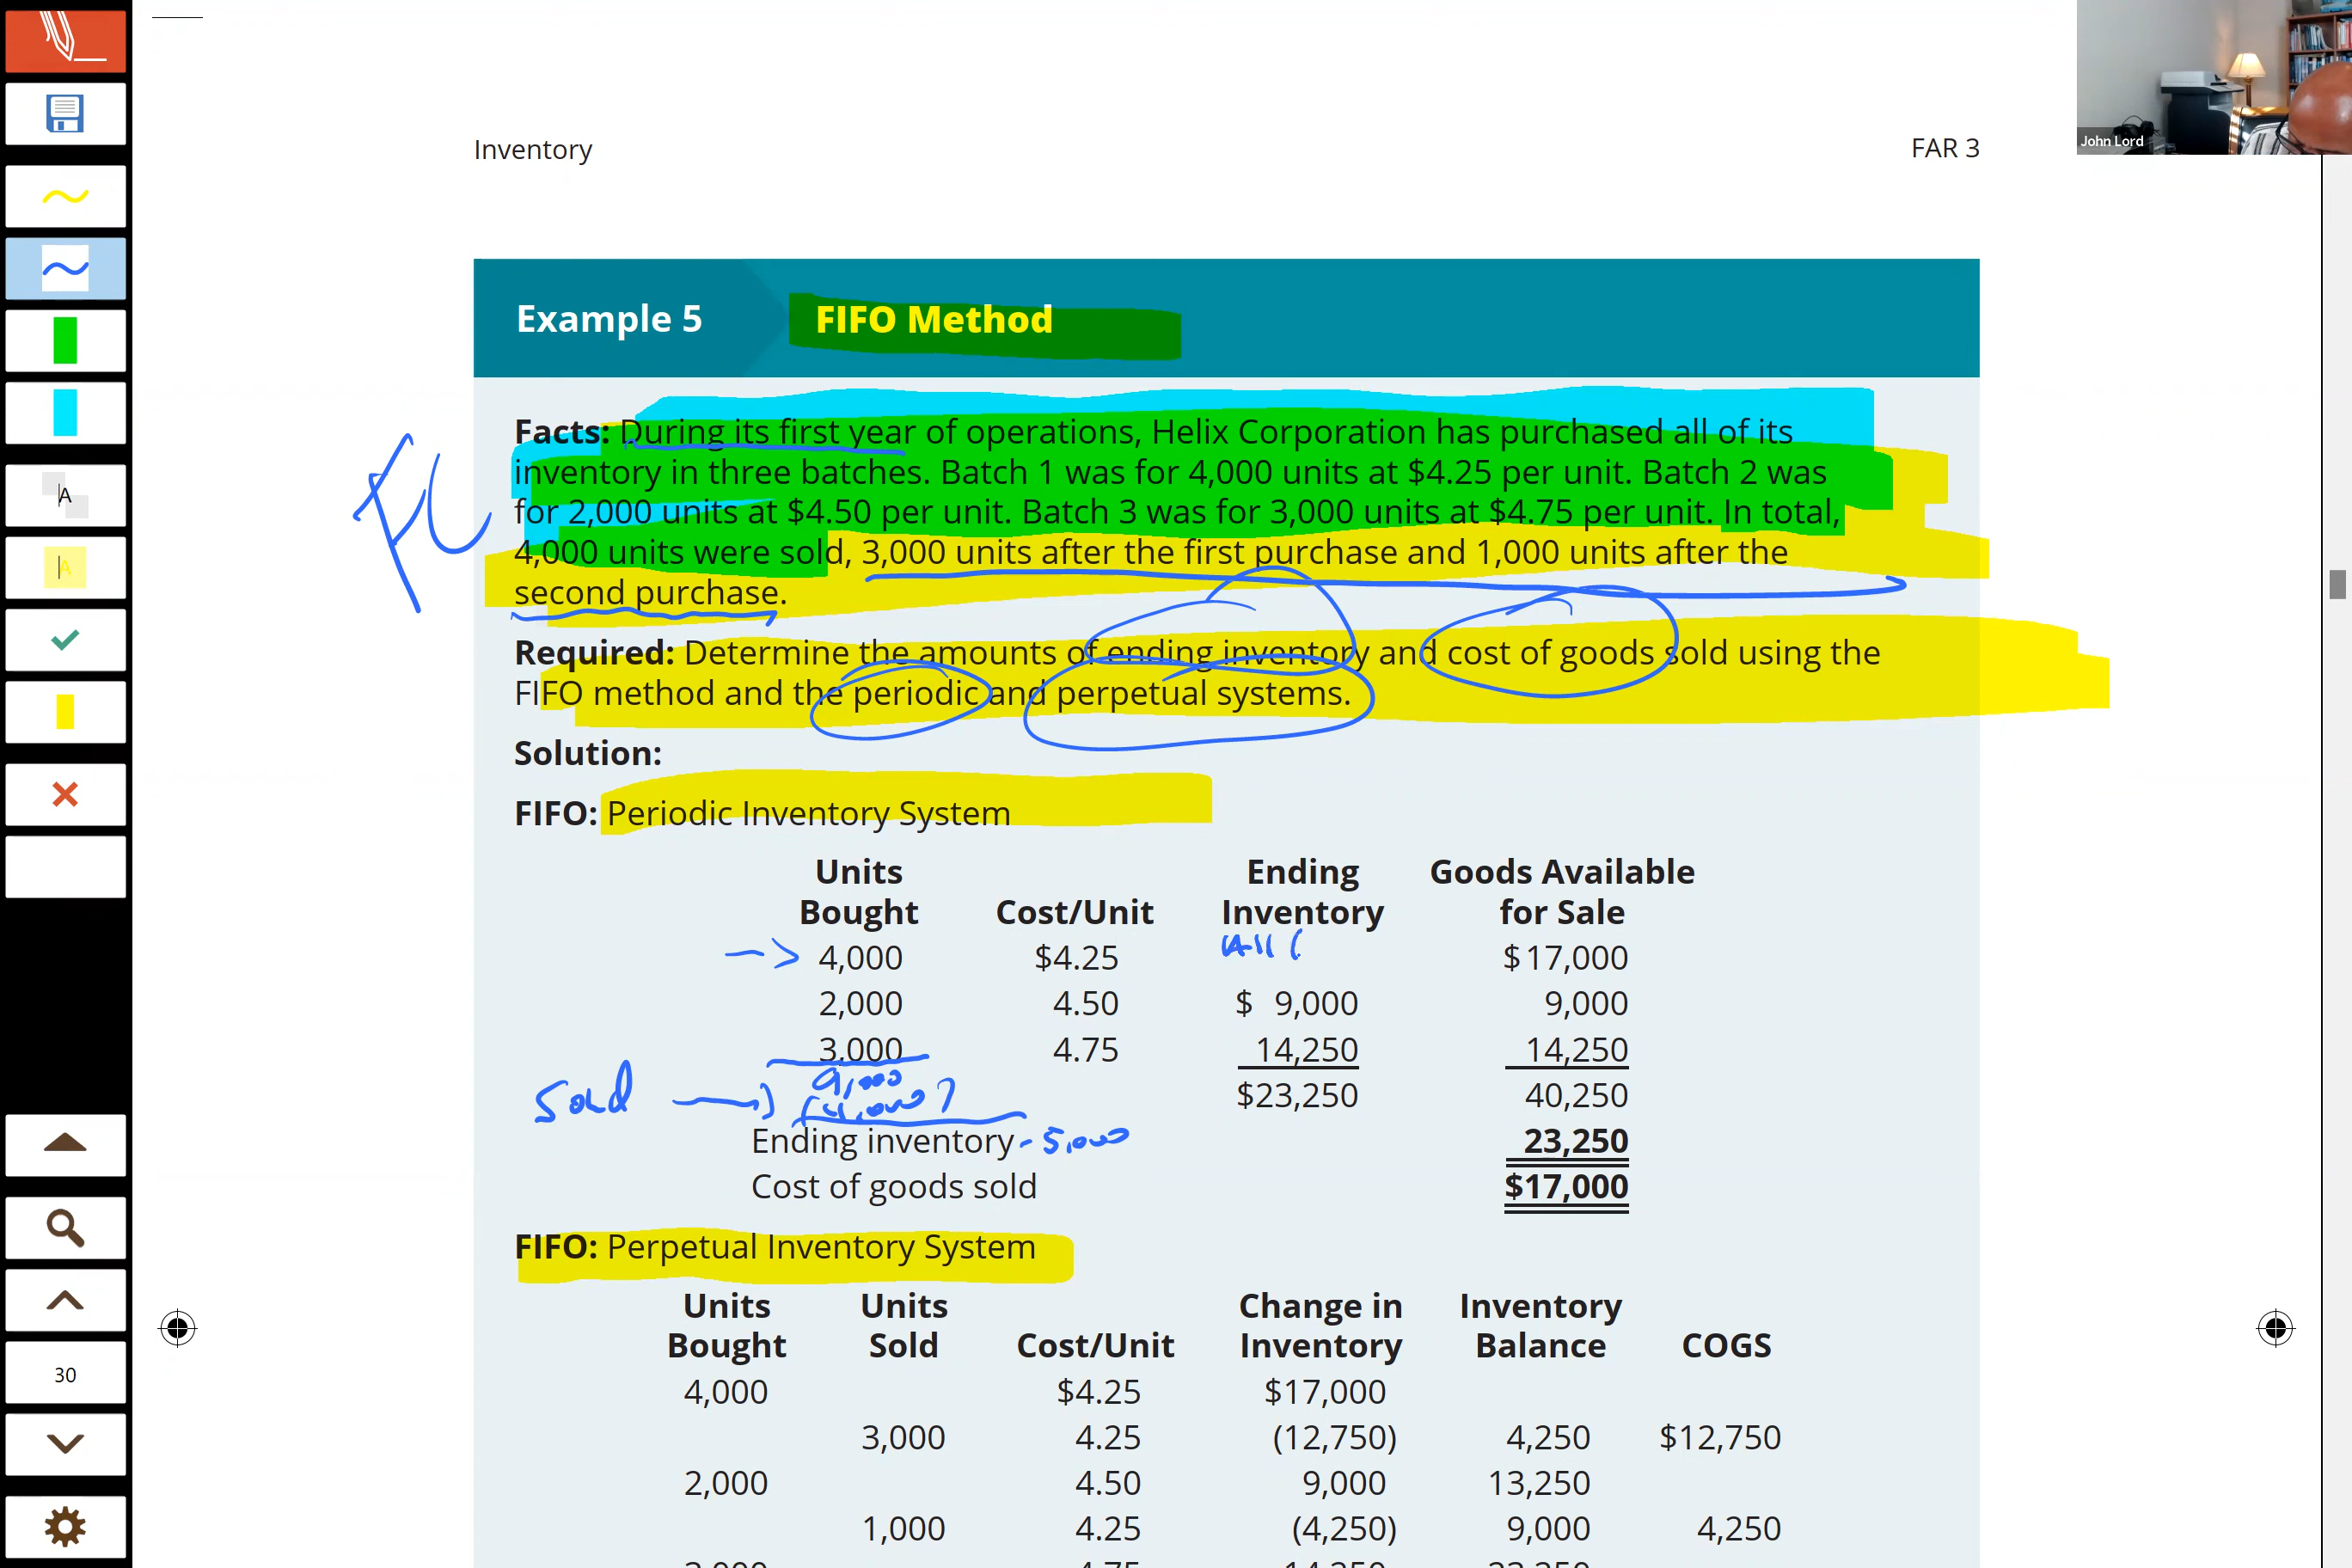 John Lord
Inventory
FAR 3
Example 5 FIFO Method
Facts: During its first year of operations, Helix Corporation has purchased all of its
inventory in three batches. Batch 1 was for 4,000 units at $4.25 per unit. Batch 2 was
for 2,000 units at $4.50 per unit. Batch 3 was for 3,000 units at $4.75 per unit. In total,
4,000 units were sold, 3,000 units after the first purchase and 1,000 units after the
second purchase.
Required: Determine the amounts of ending inventory and cost of goods sold using the
FIFO method and the periodic and perpetual systems.
Solution:
FIFO: Periodic Inventory System
Units Ending Goods Available
Bought Cost/Unit Inventory for Sale
All (
4,000 $4.25 $17,000
2,000 4.50 $ 9,000 9,000
3,000 4.75 14,250 14,250
9,000
$23,250 40,250
Sold (4,000)
Ending inventory - 5,000 23,250
Cost of goods sold $17,000
FIFO: Perpetual Inventory System
Units Units Change in Inventory
Bought Sold Cost/Unit Inventory Balance COGS
4,000 $4.25 $17,000
3,000 4.25 (12,750) 4,250 $12,750
2,000 4.50 9,000 13,250
1,000 4.25 (4,250) 9,000 4,250
30